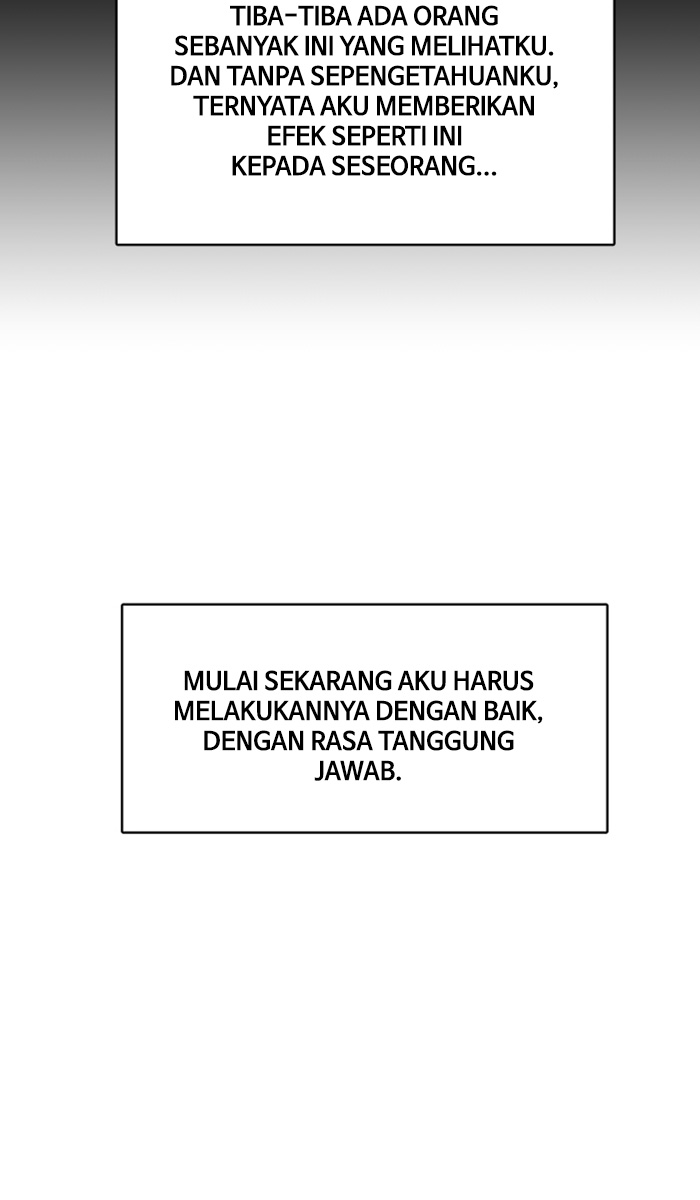 TIBA-TIBA ADA ORANG
SEBANYAK INI YANG MELIHATKU.
DAN TANPA SEPENGETAHUANKU,
TERNYATA AKU MEMBERIKAN
EFEK SEPERTI INI
KEPADA SESEORANG...
MULAI SEKARANG AKU HARUS
MELAKUKANNYA DENGAN BAIK,
DENGAN RASA TANGGUNG
JAWAB.